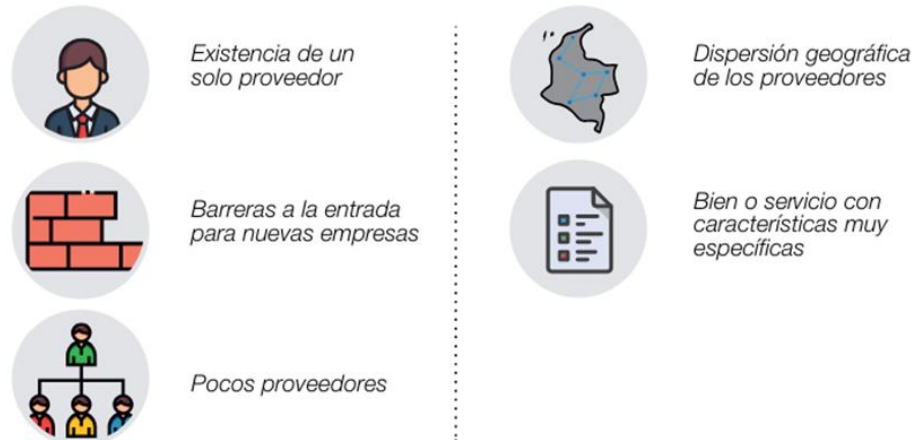 Existencia de un
solo proveedor
Barreras a la entrada
para nuevas empresas
Pocos proveedores
Dispersión geográfica
de los proveedores
Bien o servicio con
características muy
específicas